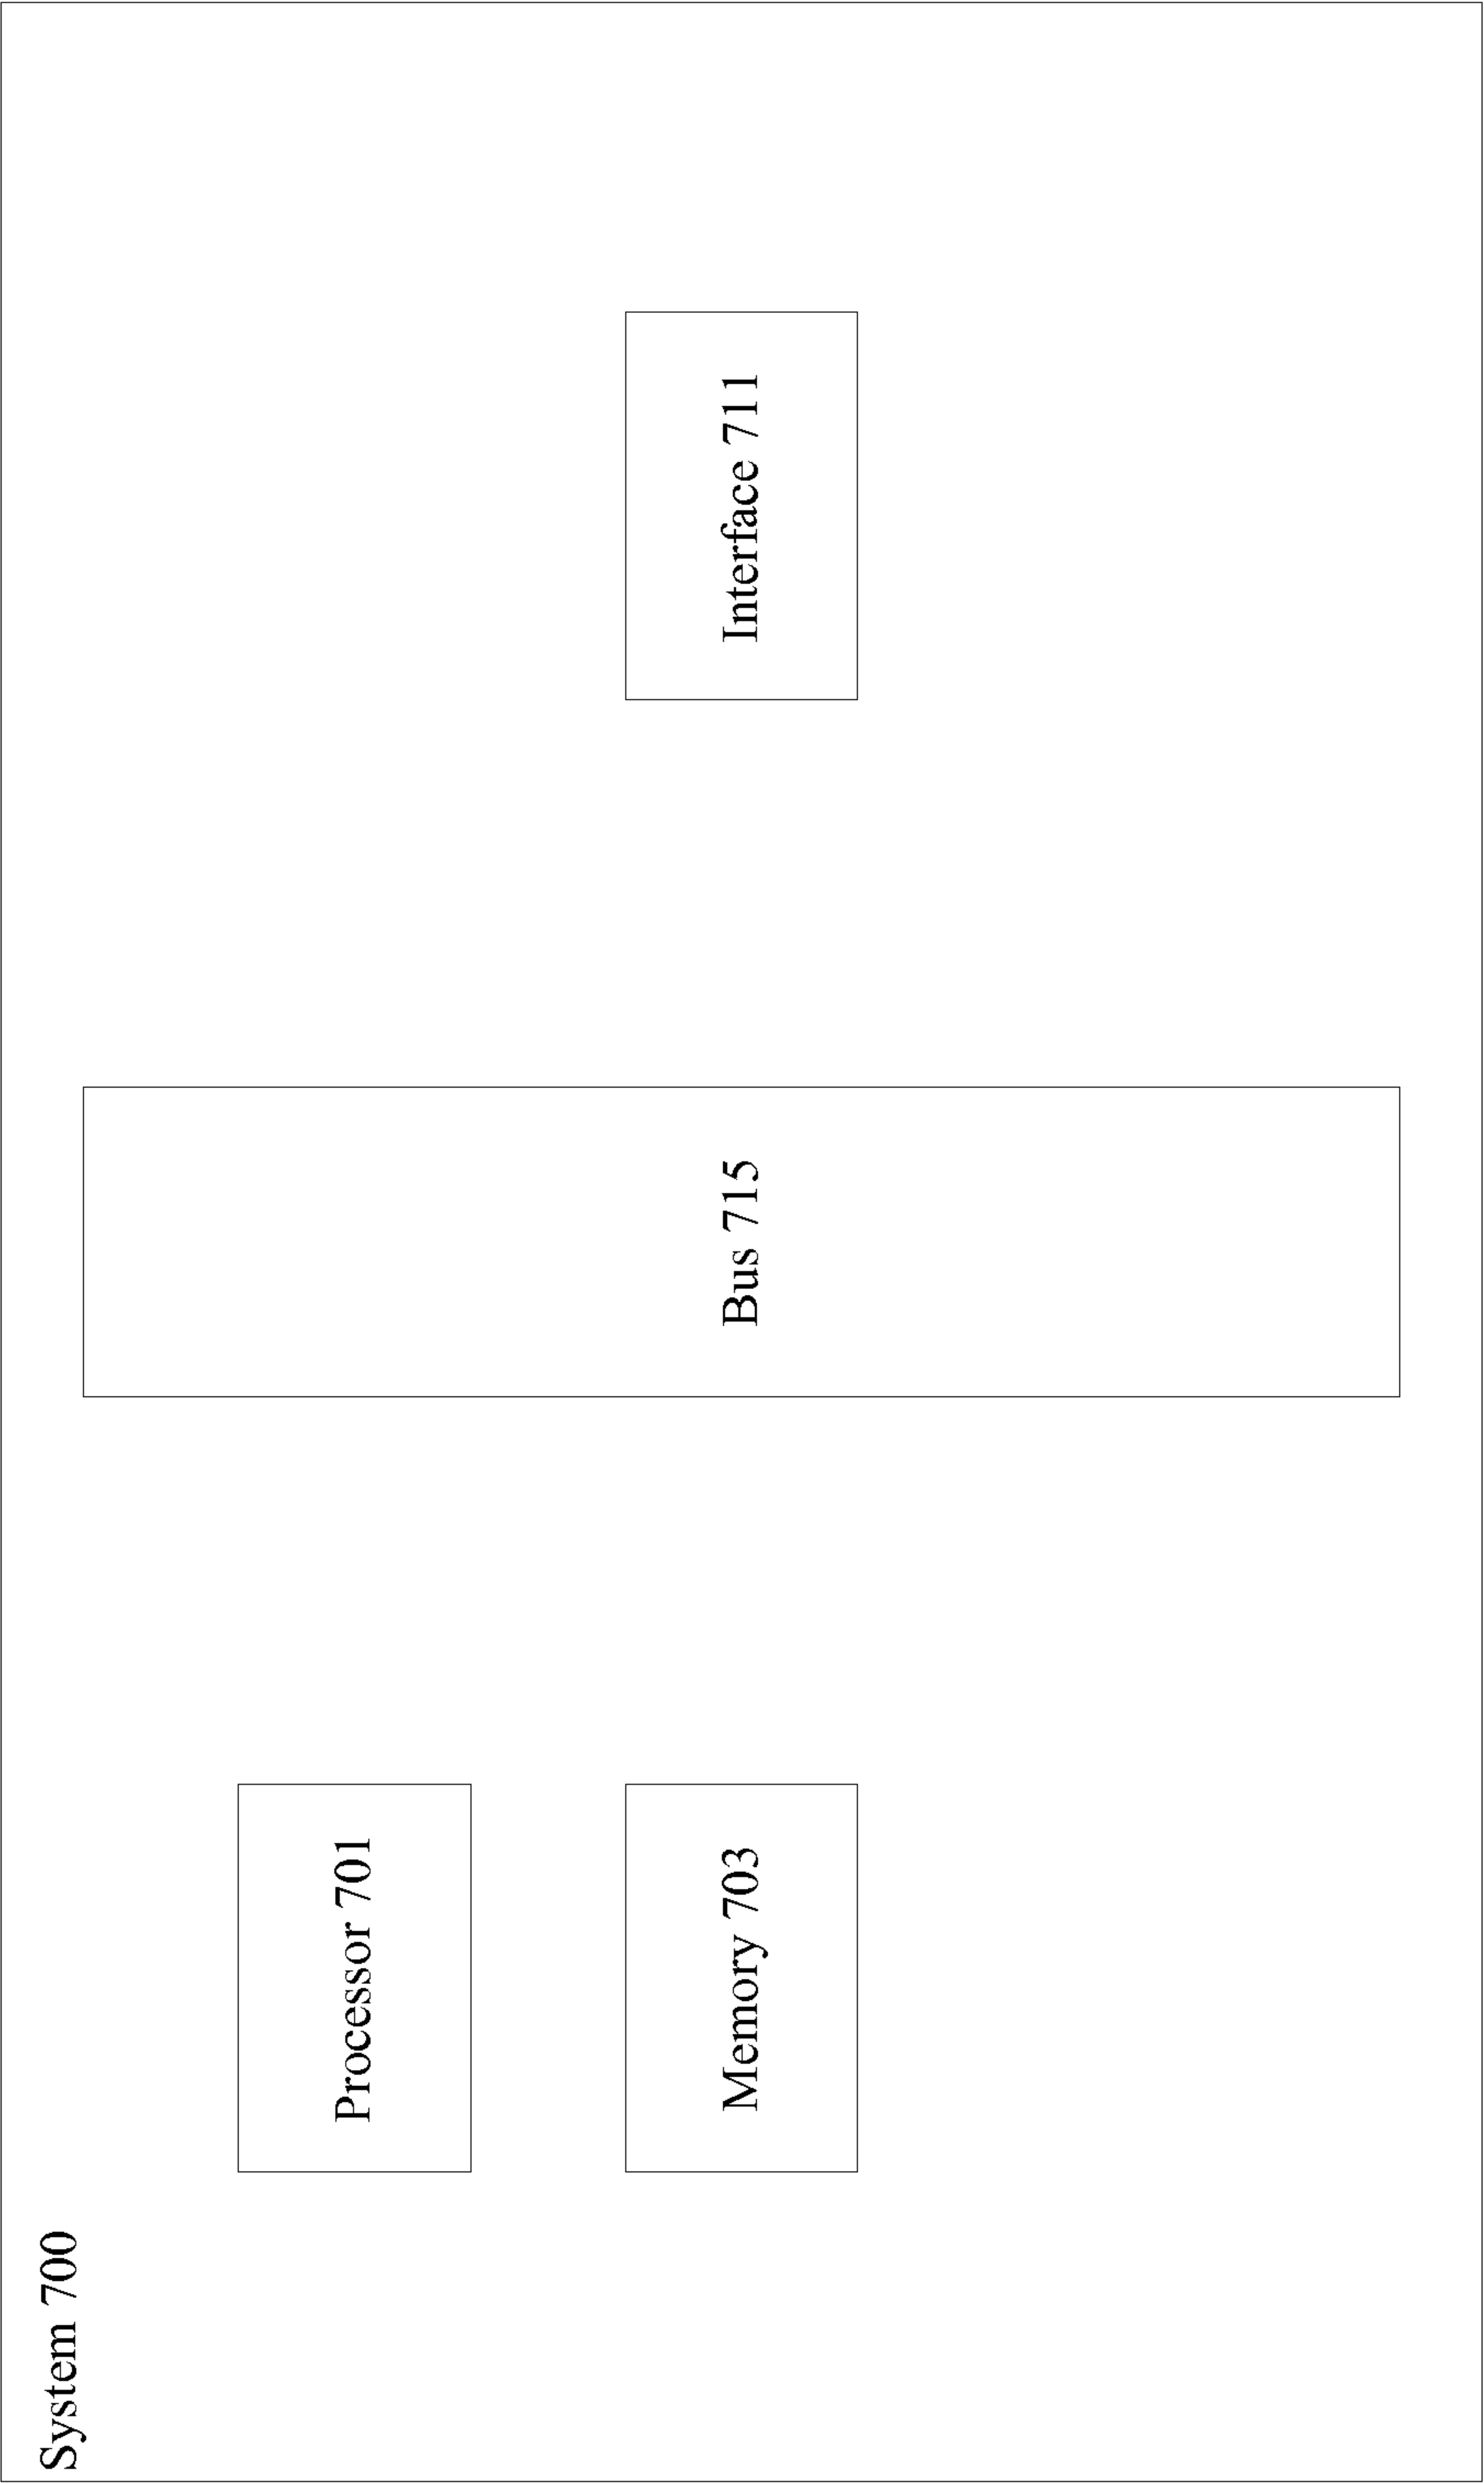 System 700
Processor 701
Memory 703
Bus 715
Interface 711